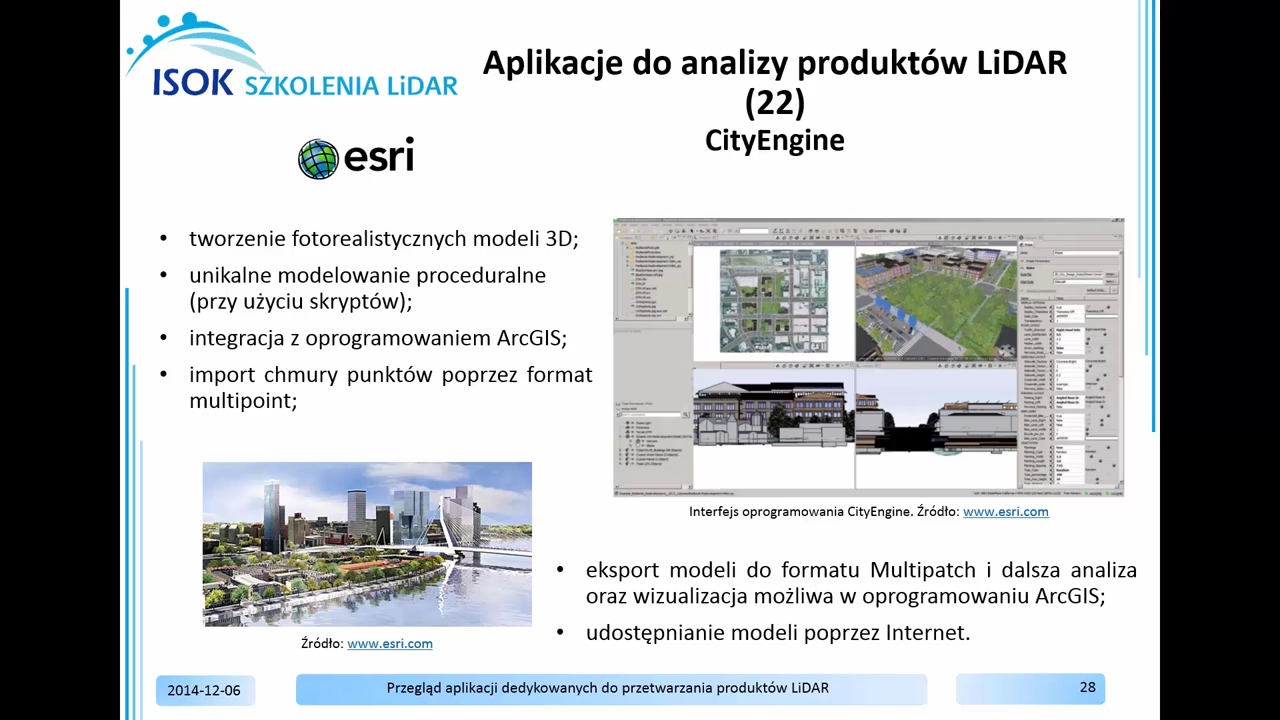 ISOK SZKOLENIA LiDAR
Aplikacje do analizy produktów LiDAR
(22)
CityEngine
esri
• tworzenie fotorealistycznych modeli 3D;
• unikalne modelowanie proceduralne
(przy użyciu skryptów);
• integracja z oprogramowaniem ArcGIS;
• import chmury punktów poprzez format
multipoint;
Interfejs oprogramowania CityEngine. Źródło: www.esri.com
• eksport modeli do formatu Multipatch i dalsza analiza
oraz wizualizacja możliwa w oprogramowaniu ArcGIS;
• udostępnianie modeli poprzez Internet.
Źródło: www.esri.com
2014-12-06
Przegląd aplikacji dedykowanych do przetwarzania produktów LiDAR
28